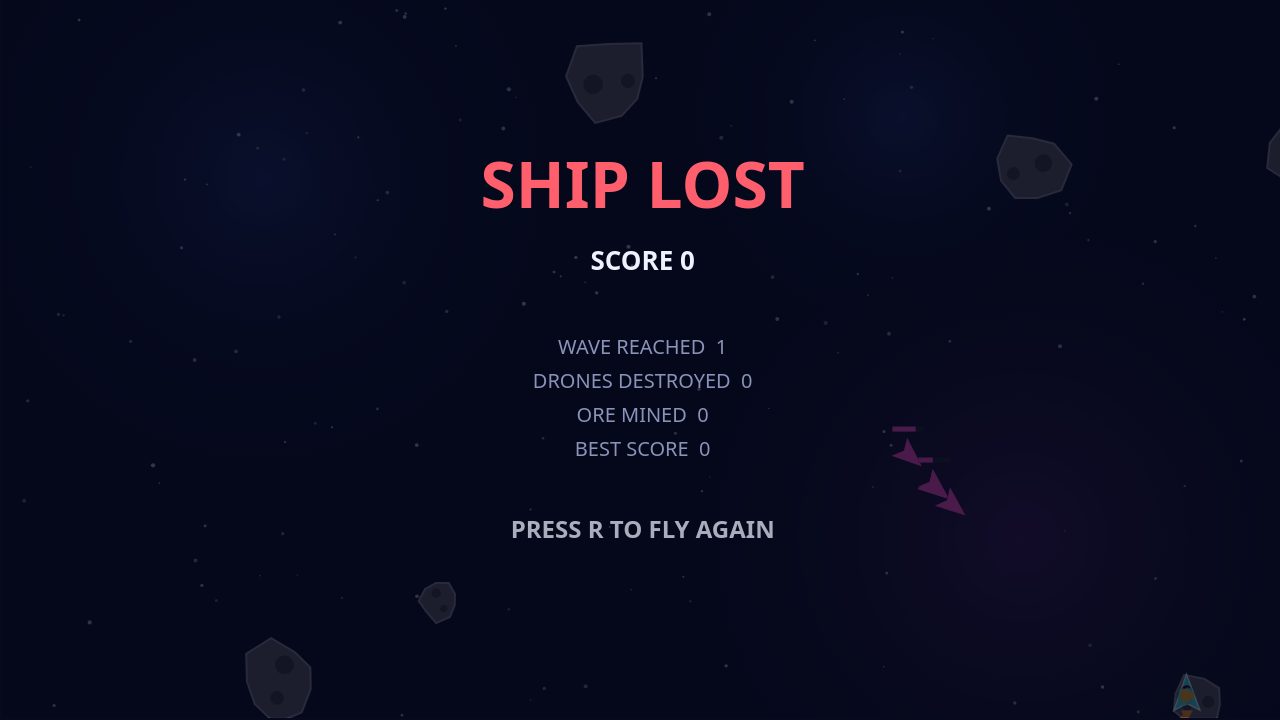 SHIP LOST
SCORE 0
WAVE REACHED 1
DRONES DESTROYED 0
ORE MINED 0
BEST SCORE 0
PRESS R TO FLY AGAIN